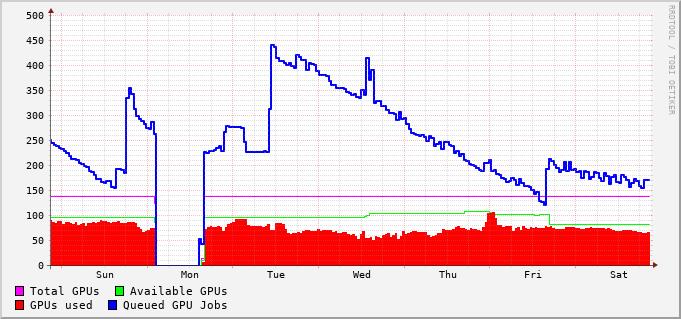 500
450
400
350
300
250
200
150
100
50
0
Sun Mon Tue Wed Thu Fri Sat
Total GPUs Available GPUs
GPUs used Queued GPU Jobs
RRDTOOL / TOBI OETIKER